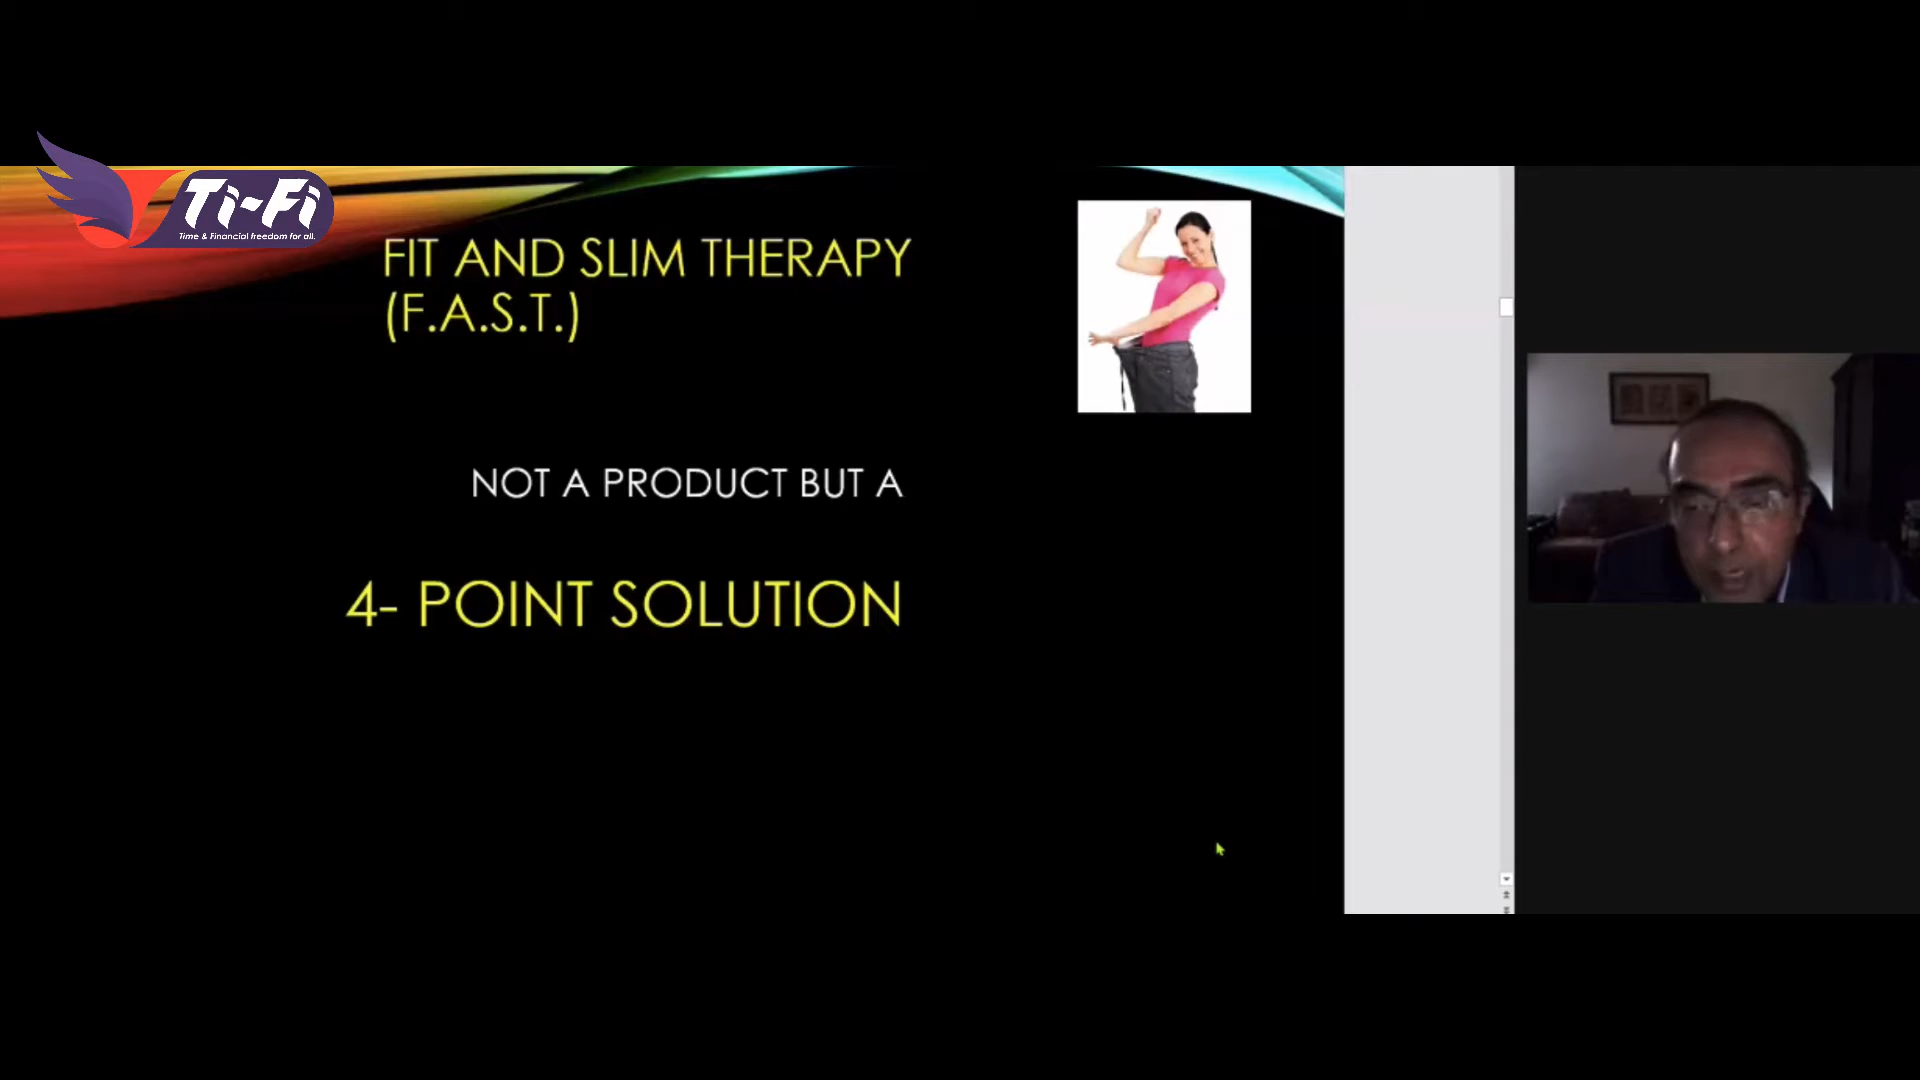 Ti-Fi
Time & Financial freedom for all.
FIT AND SLIM THERAPY
(F.A.S.T.)
NOT A PRODUCT BUT A
4- POINT SOLUTION